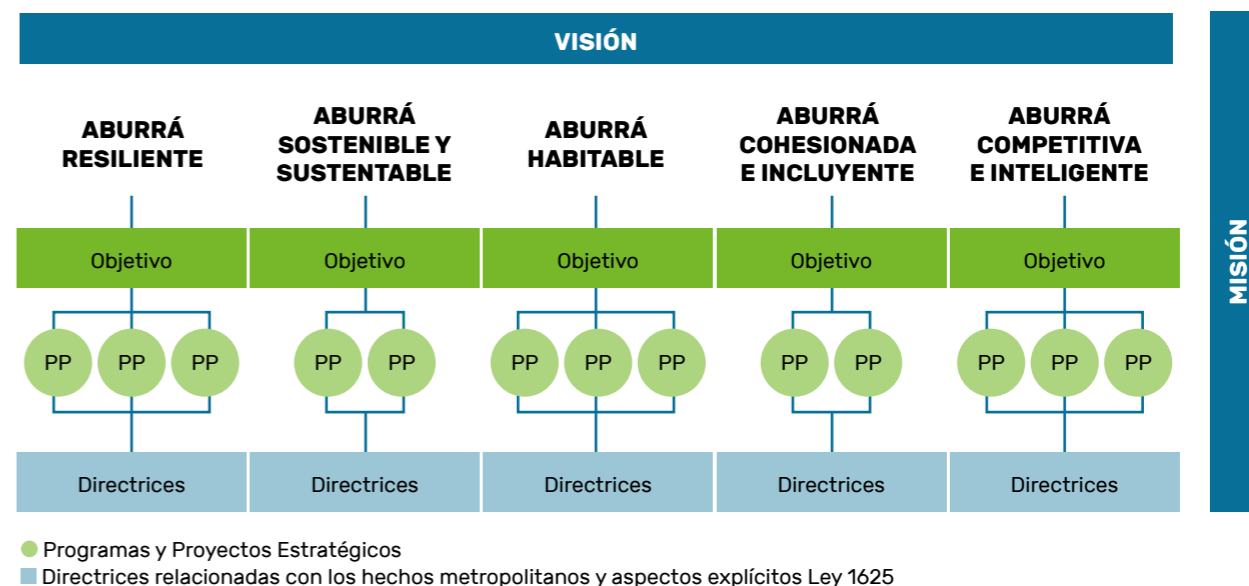 VISIÓN
ABURRÁ
RESILIENTE
ABURRÁ
SOSTENIBLE Y
SUSTENTABLE
ABURRÁ
HABITABLE
ABURRÁ
COHESIONADA
E INCLUYENTE
ABURRÁ
COMPETITIVA
E INTELIGENTE
Objetivo
Objetivo
Objetivo
Objetivo
Objetivo
PP
PP
PP
PP
PP
PP
PP
PP
PP
PP
PP
PP
PP
Directrices
Directrices
Directrices
Directrices
Directrices
MISIÓN
Programas y Proyectos Estratégicos
Directrices relacionadas con los hechos metropolitanos y aspectos explícitos Ley 1625